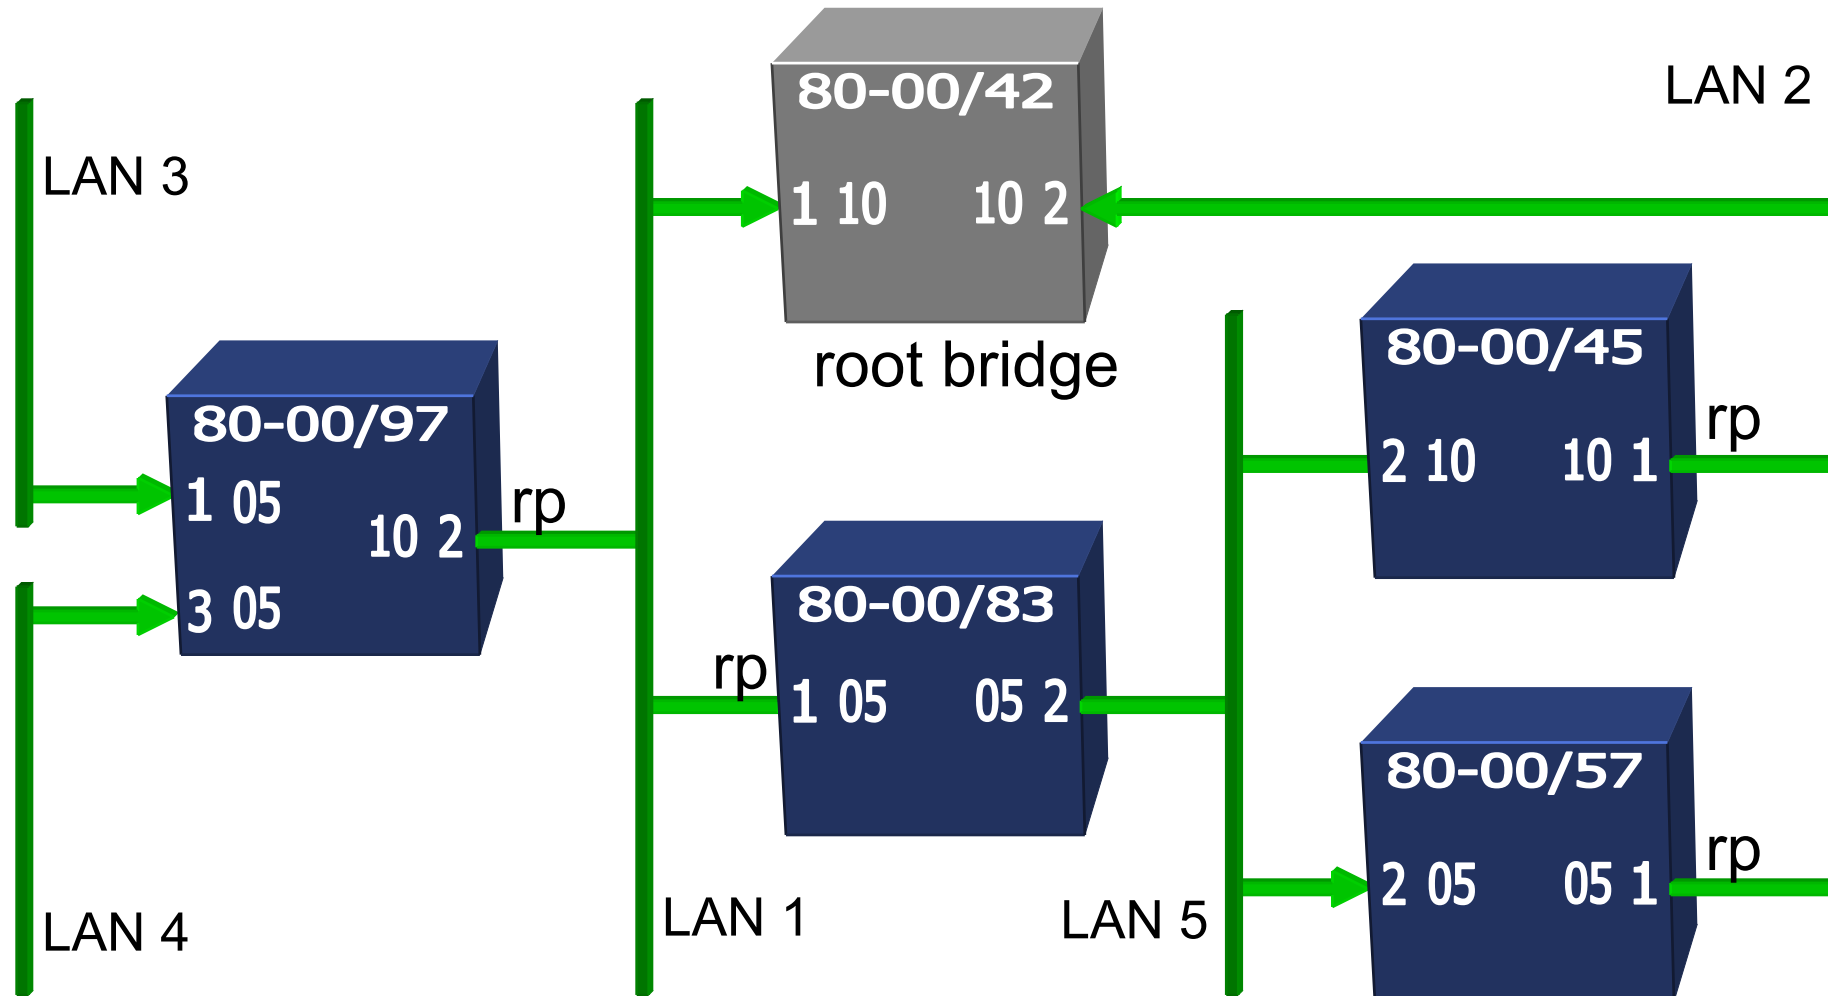 80-00/42
LAN 2
LAN 3
1 10 10 2
root bridge
80-00/45
80-00/97
rp
2 10 10 1
1 05
rp
10 2
3 05
80-00/83
rp
1 05 05 2
80-00/57
rp
2 05 05 1
LAN 4
LAN 1
LAN 5